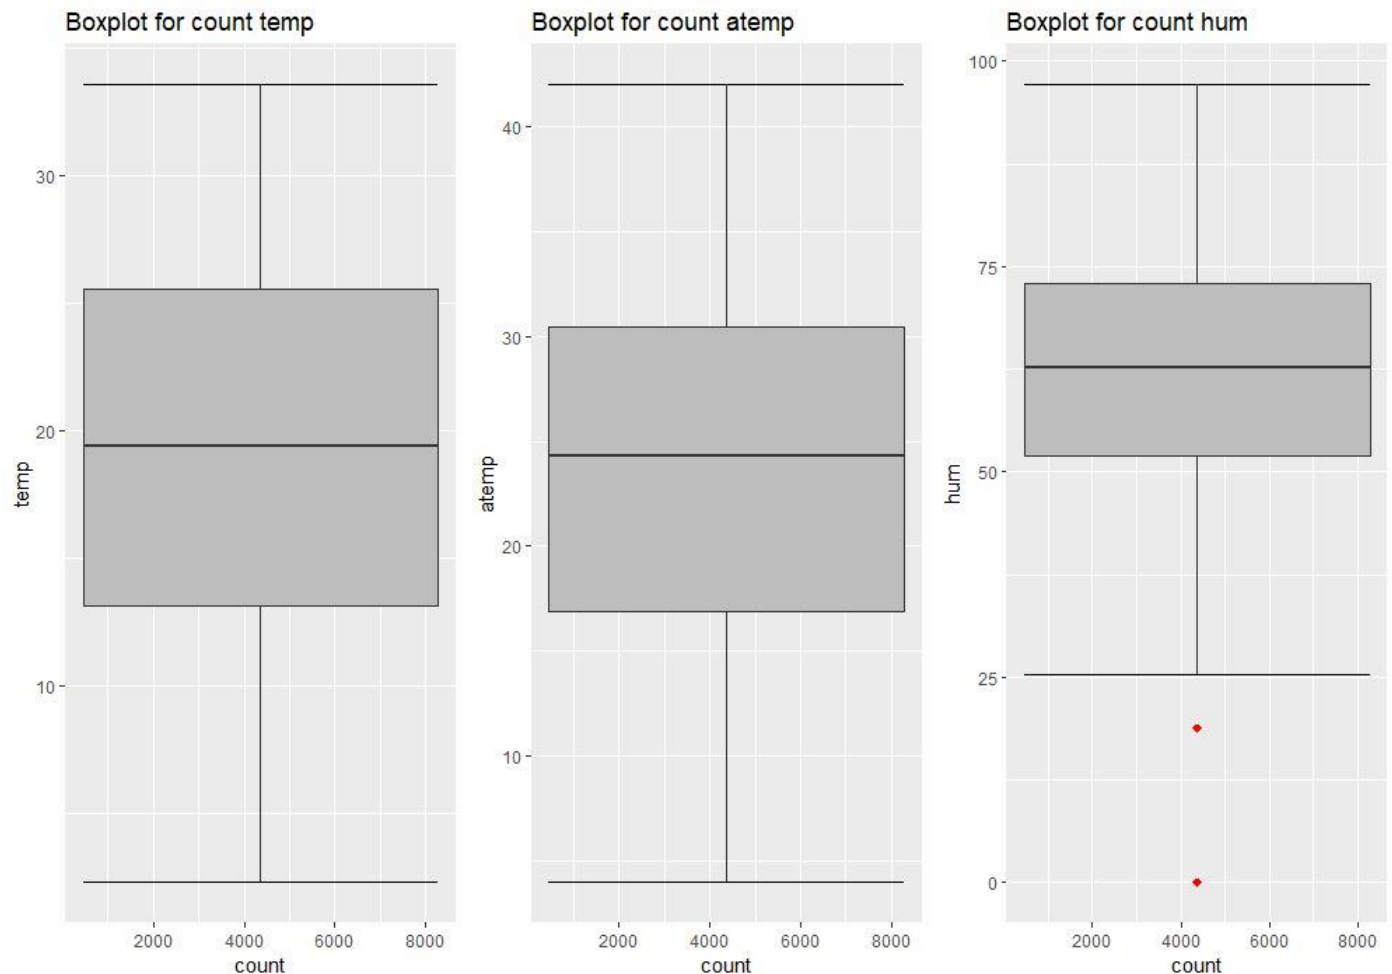 Boxplot for count temp
30
20
10
temp
2000 4000 6000 8000
count
Boxplot for count atemp
40
30
20
10
atemp
2000 4000 6000 8000
count
Boxplot for count hum
100
75
50
25
0
hum
2000 4000 6000 8000
count